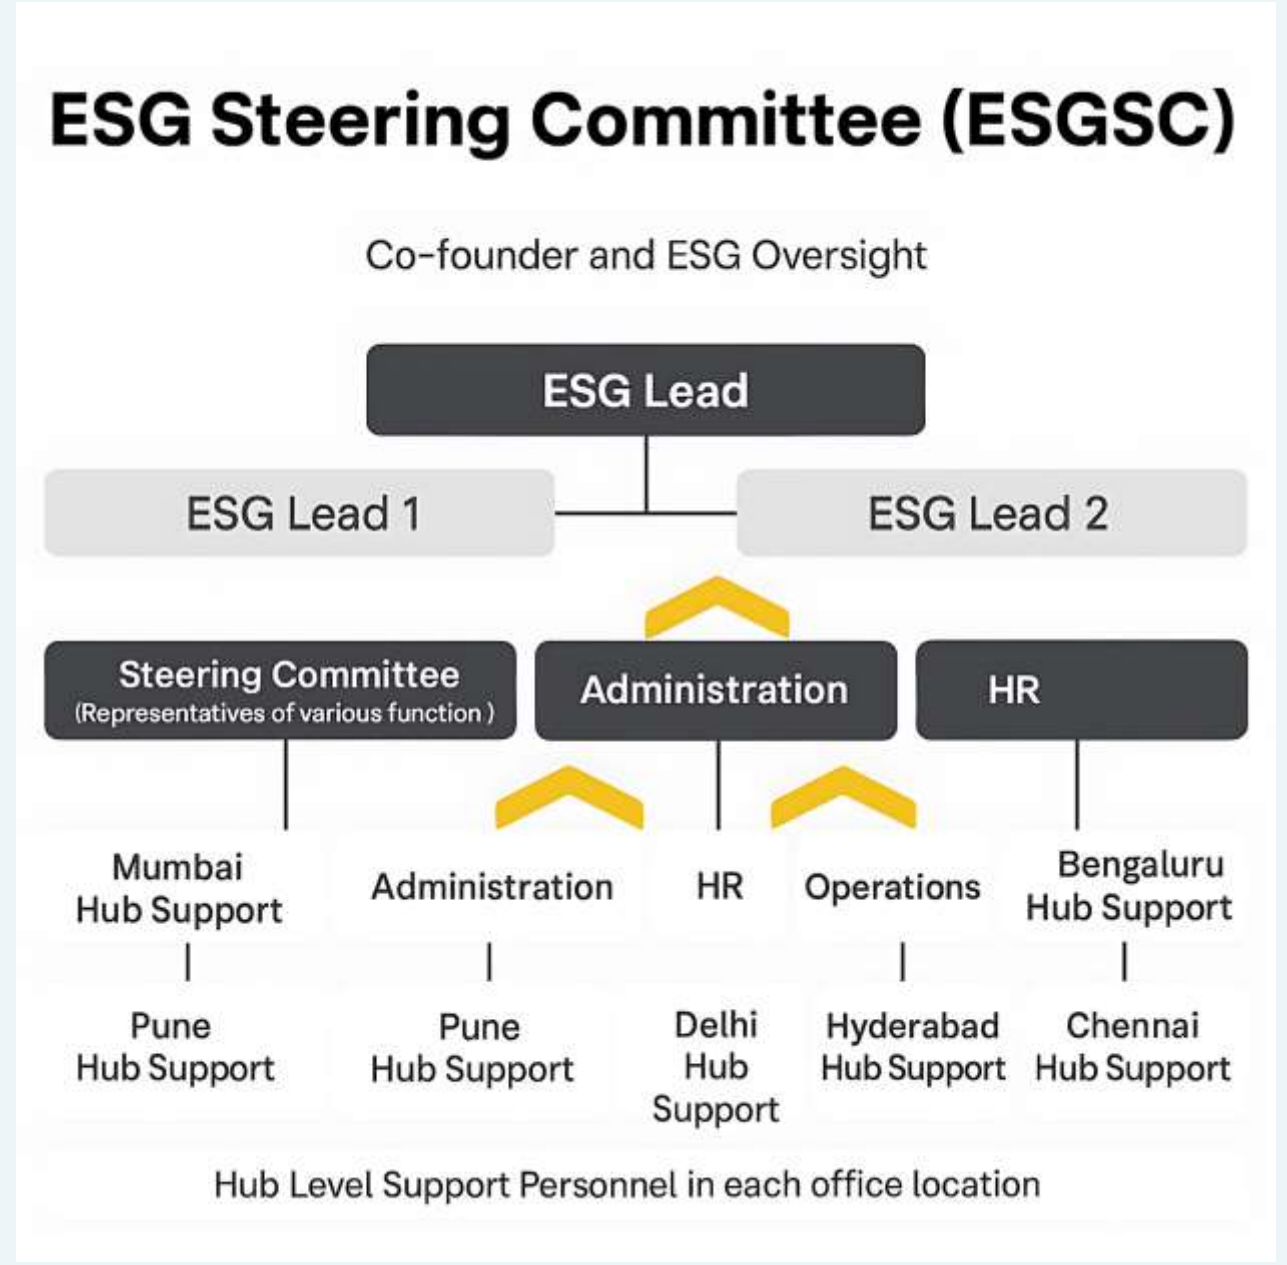 ESG Steering Committee (ESGSC)
Co-founder and ESG Oversight
ESG Lead
ESG Lead 1
ESG Lead 2
Steering Committee
(Representatives of various function )
Administration
HR
Mumbai
Hub Support
Administration
HR
Operations
Bengaluru
Hub Support
Pune
Hub Support
Pune
Hub Support
Delhi
Hub
Support
Hyderabad
Hub Support
Chennai
Hub Support
Hub Level Support Personnel in each office location